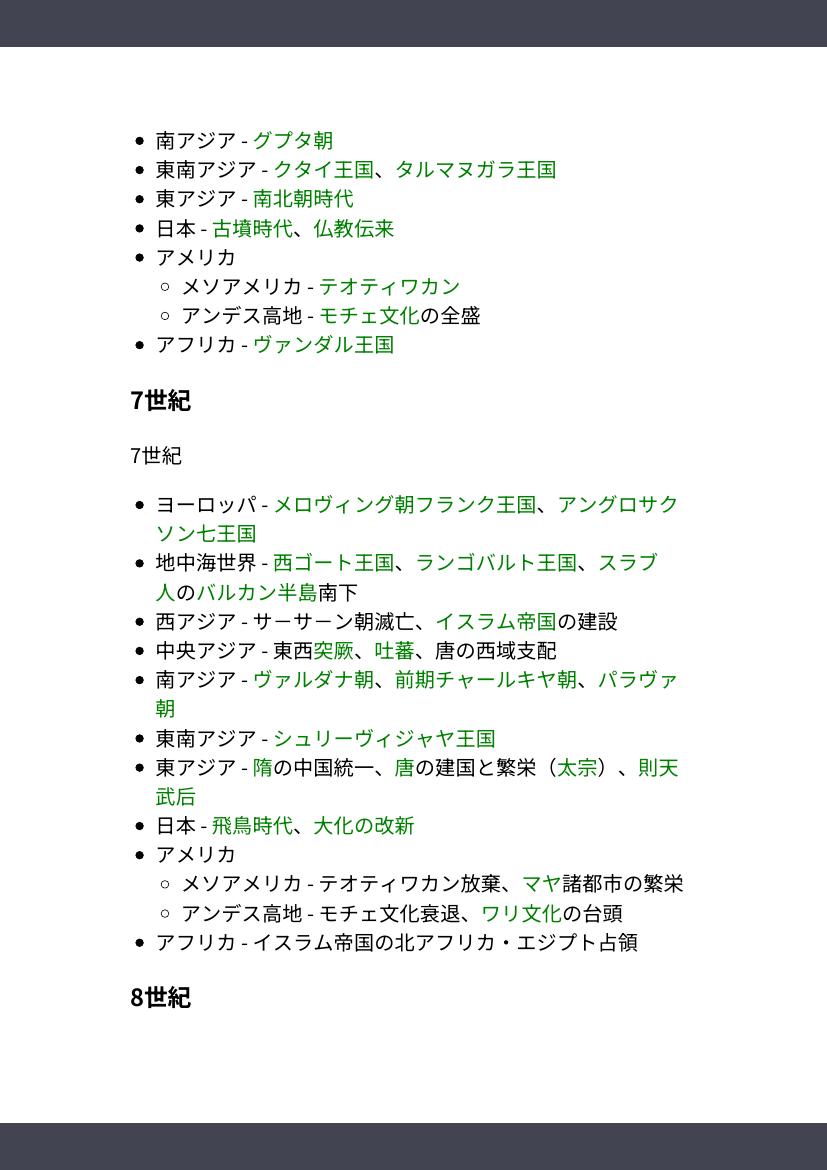 南アジア - グプタ朝
東南アジア - クタイ王国、タルマヌガラ王国
東アジア - 南北朝時代
日本 - 古墳時代、仏教伝来
アメリカ
メソアメリカ - テオティワカン
アンデス高地 - モチェ文化の全盛
アフリカ - ヴァンダル王国
7世紀
7世紀
ヨーロッパ - メロヴィング朝フランク王国、アングロサク
ソン七王国
地中海世界 - 西ゴート王国、ランゴバルト王国、スラブ
人のバルカン半島南下
西アジア - サーサーン朝滅亡、イスラム帝国の建設
中央アジア - 東西突厥、吐蕃、唐の西域支配
南アジア - ヴァルダナ朝、前期チャールキヤ朝、パラヴァ
朝
東南アジア - シュリーヴィジャヤ王国
東アジア - 隋の中国統一、唐の建国と繁栄（太宗）、則天
武后
日本 - 飛鳥時代、大化の改新
アメリカ
メソアメリカ - テオティワカン放棄、マヤ諸都市の繁栄
アンデス高地 - モチェ文化衰退、ワリ文化の台頭
アフリカ - イスラム帝国の北アフリカ・エジプト占領
8世紀